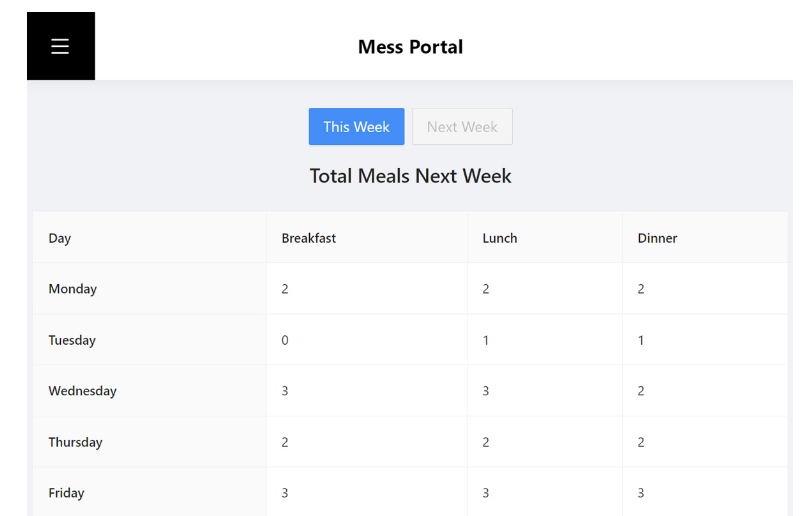 Mess Portal
This Week Next Week
Total Meals Next Week
Day Breakfast Lunch Dinner
Monday 2 2 2
Tuesday 0 1 1
Wednesday 3 3 2
Thursday 2 2 2
Friday 3 3 3